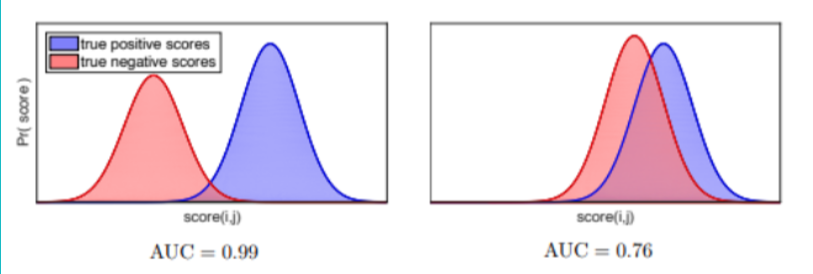 true positive scores
true negative scores
Pr( score )
score(i,j)
score(i,j)
AUC = 0.99
AUC = 0.76